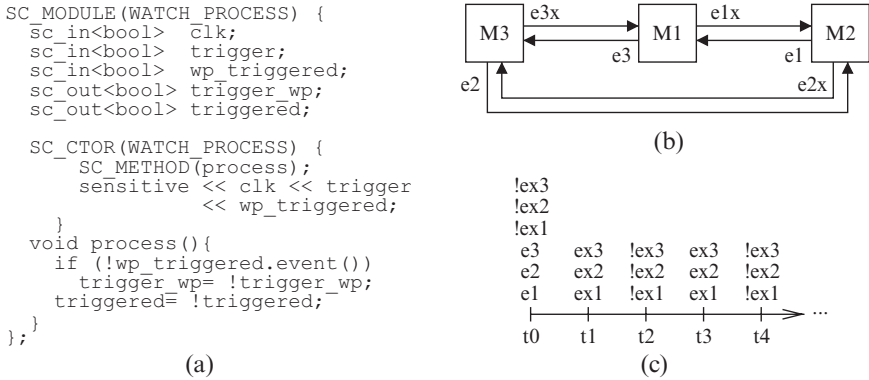 SC_MODULE(WATCH_PROCESS) {
sc_in<bool> clk;
sc_in<bool> trigger;
sc_in<bool> wp_triggered;
sc_out<bool> trigger_wp;
sc_out<bool> triggered;
SC_CTOR(WATCH_PROCESS) {
SC_METHOD(process);
sensitive << clk << trigger
<< wp_triggered;
}
void process(){
if (!wp_triggered.event())
trigger_wp= !trigger_wp;
triggered= !triggered;
}
};
(a)
e3x e1x
M3 M1 M2
e3 e1
e2 e2x
(b)
!ex3
!ex2
!ex1
e3 ex3 !ex3 ex3 !ex3
e2 ex2 !ex2 ex2 !ex2
e1 ex1 !ex1 ex1 !ex1
...
t0 t1 t2 t3 t4
(c)